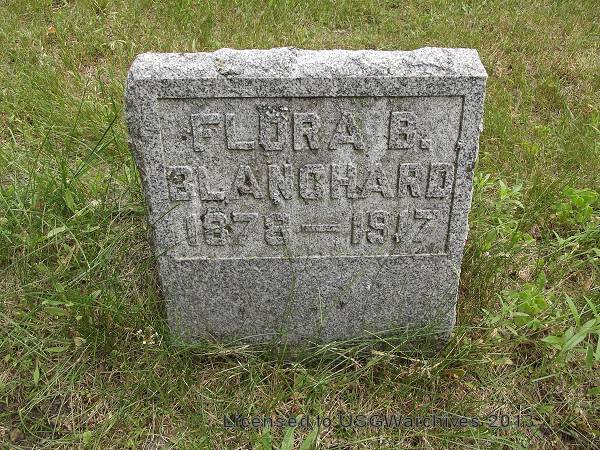 FLORA B.
BLANCHARD
1878 — 1917
Licensed to USGWarchives 2013